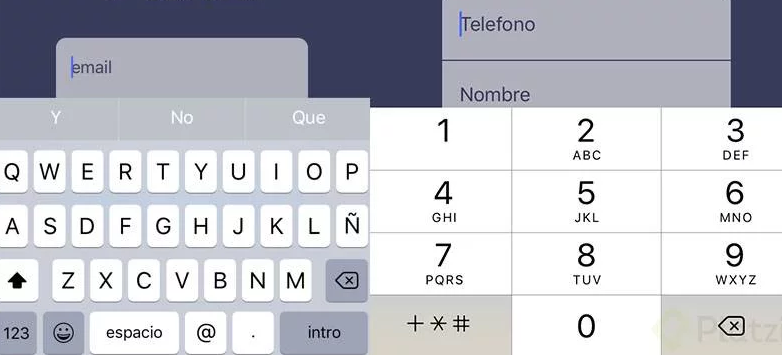 email
Y No Que
Q W E R T Y U I O P
A S D F G H J K L Ñ
Z X C V B N M
123 espacio @ . intro
Telefono
Nombre
1 2 3
ABC DEF
4 5 6
GHI JKL MNO
7 8 9
PQRS TUV WXYZ
+*# 0
Platz